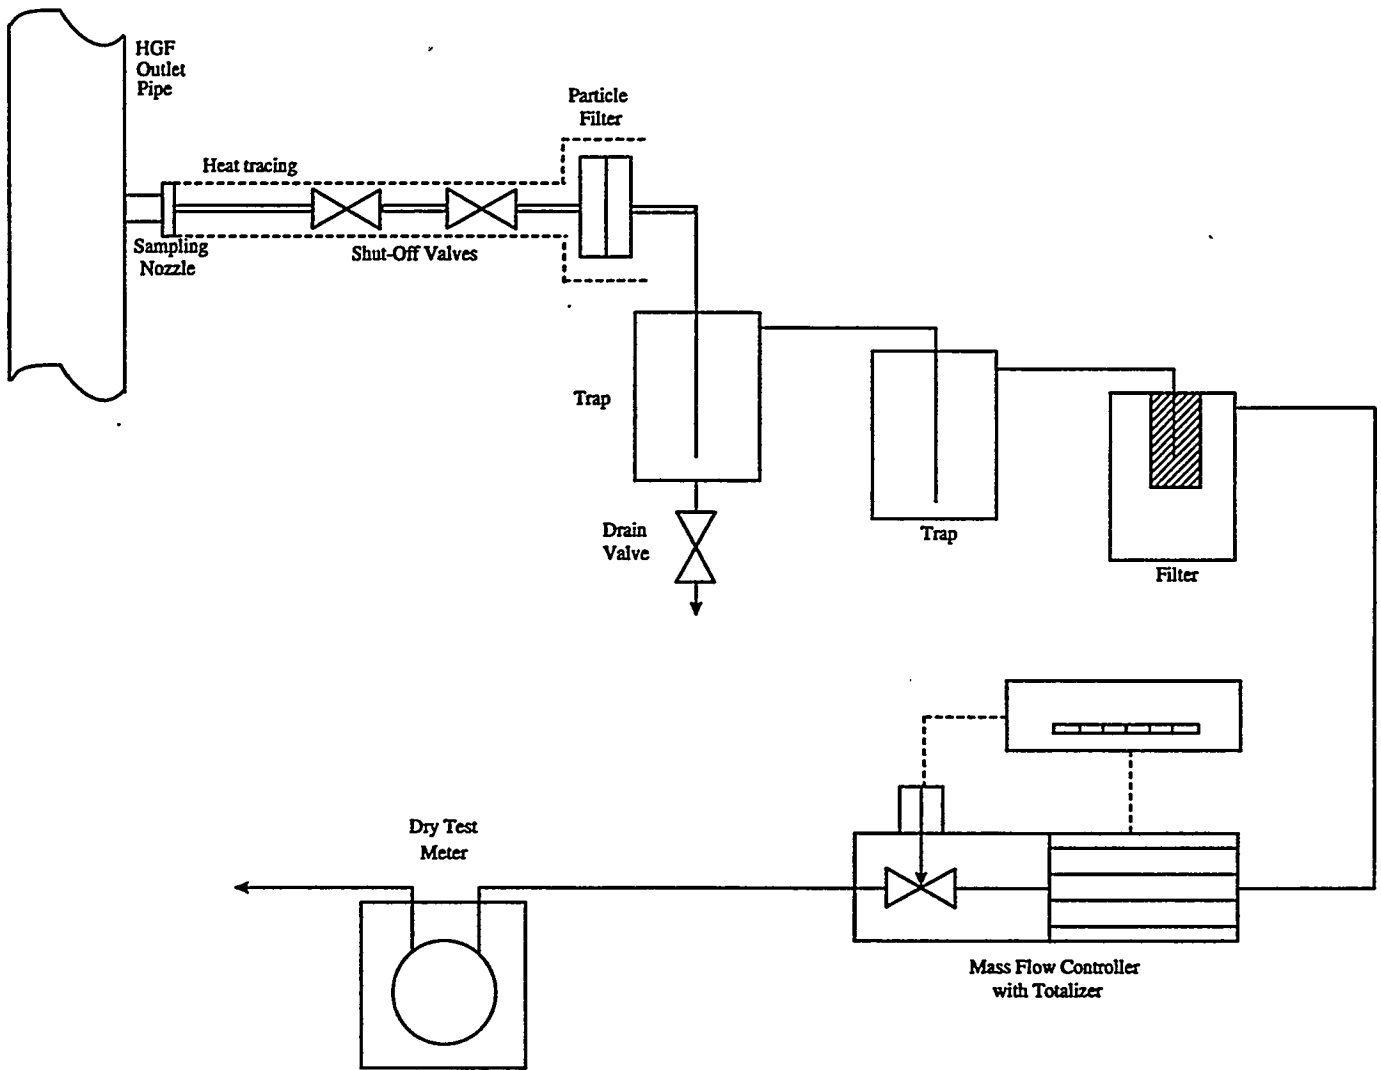 HGF
Outlet
Pipe
Particle
Filter
Heat tracing
Sampling
Nozzle
Shut-Off Valves
Trap
Drain
Valve
Trap
Filter
Dry Test
Meter
Mass Flow Controller
with Totalizer